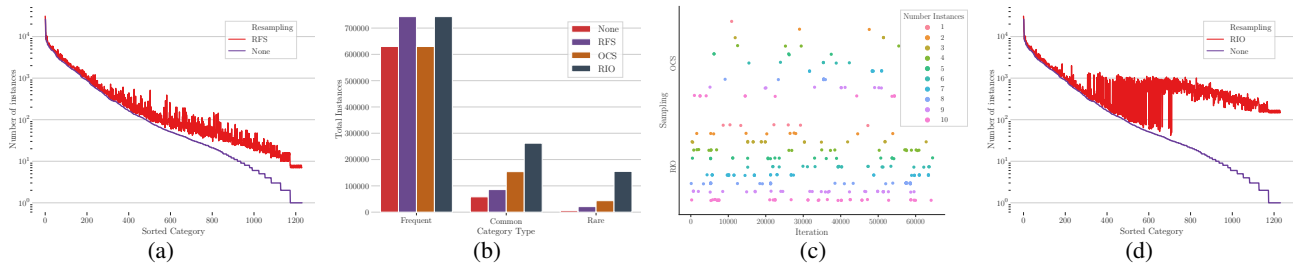 Resampling
RFS
None
Number of instances
10⁴
10³
10²
10¹
10⁰
0
200
400
600
800
1000
1200
Sorted Category
(a)
None
RFS
OCS
RIO
Total Instances
700000
600000
500000
400000
300000
200000
100000
0
Frequent
Common
Rare
Category Type
(b)
Number Instances
1
2
3
4
5
6
7
8
9
10
OCS
Sampling
RIO
0
10000
20000
30000
40000
50000
60000
Iteration
(c)
Resampling
RIO
None
Number of instances
10⁴
10³
10²
10¹
10⁰
0
200
400
600
800
1000
1200
Sorted Category
(d)